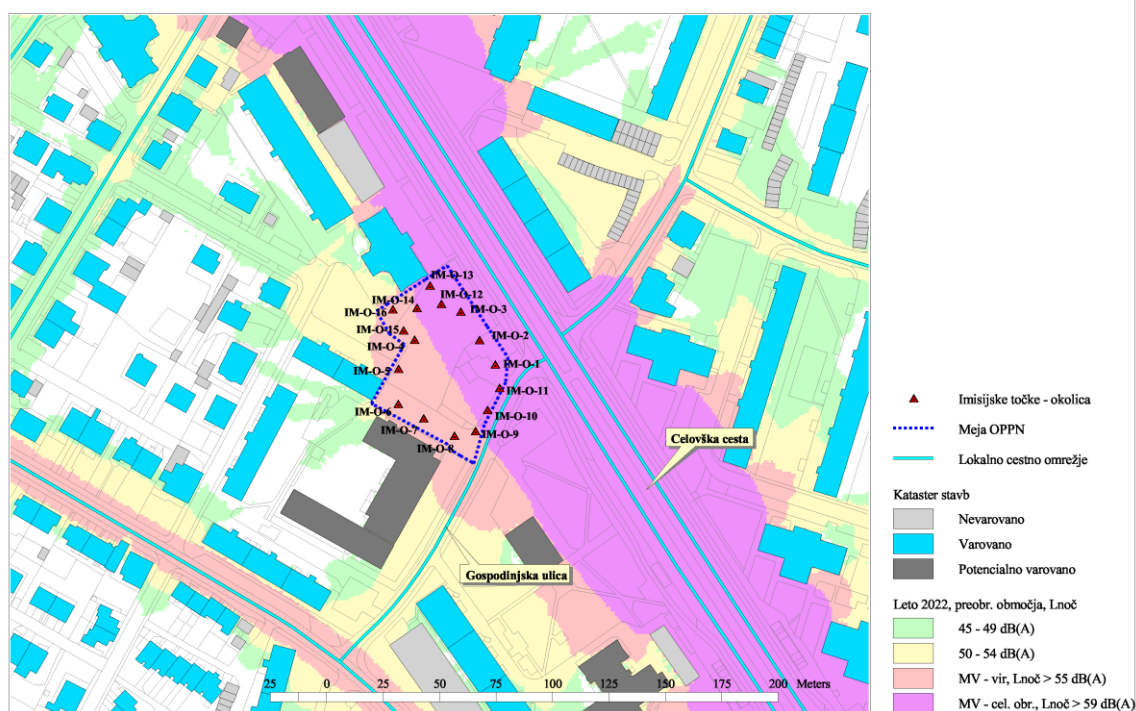 IM-O-13
IM-O-14
IM-O-12
IM-O-16
IM-O-3
IM-O-15
IM-O-2
IM-O-4
IM-O-1
IM-O-5
IM-O-11
IM-O-6
IM-O-10
IM-O-7
IM-O-9
IM-O-8
Celovška cesta
Gospodinjska ulica
25 0 25 50 75 100 125 150 175 200 Meters
Imisijske točke - okolica
Meja OPPN
Lokalno cestno omrežje
Kataster stavb
Nevarovano
Varovano
Potencialno varovano
Leto 2022, preobr. območja, Lnoč
45 - 49 dB(A)
50 - 54 dB(A)
MV - vir, Lnoč > 55 dB(A)
MV - cel. obr., Lnoč > 59 dB(A)